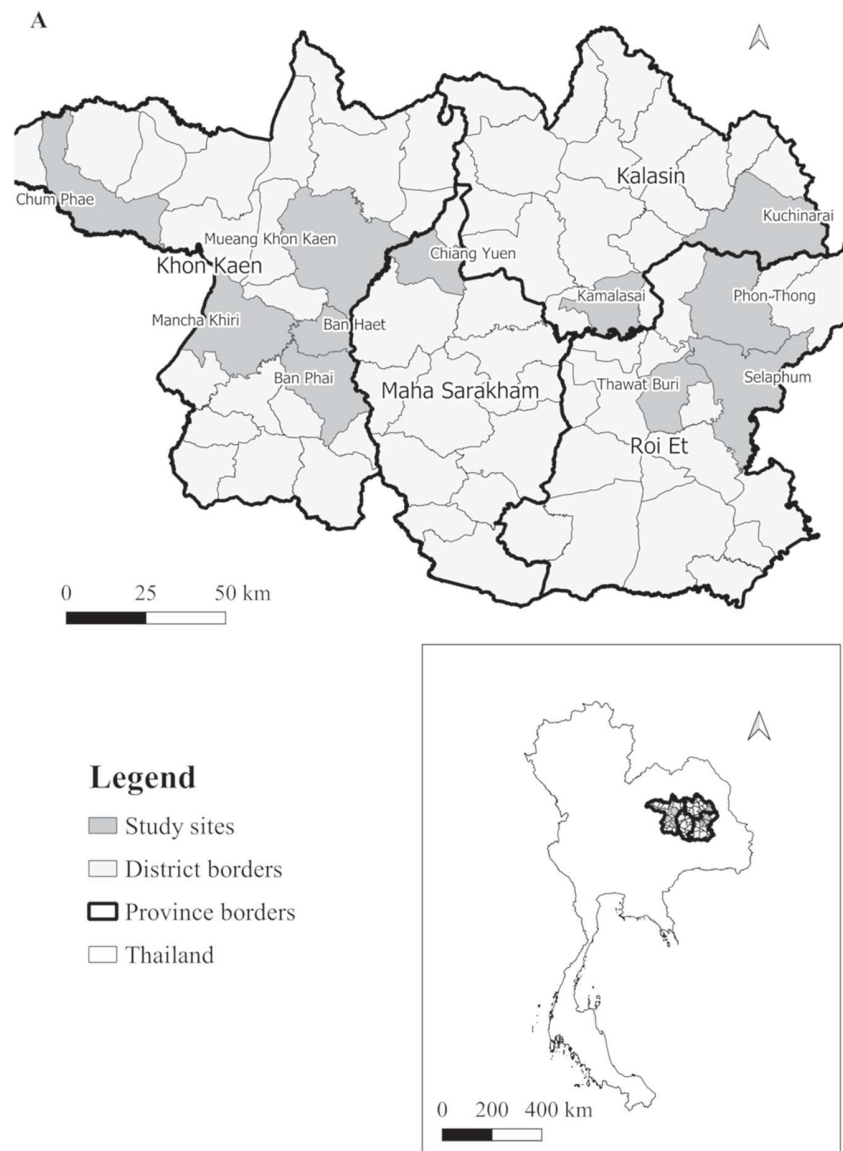 A
Kalasin
Chum Phae
Kuchinarai
Mueang Khon Kaen
Chiang Yuen
Khon Kaen
Kamalasai
Phon Thong
Mancha Khiri
Ban Haet
Ban Phai
Maha Sarakham
Thawat Buri
Selaphum
Roi Et
0 25 50 km
Legend
Study sites
District borders
Province borders
Thailand
0 200 400 km